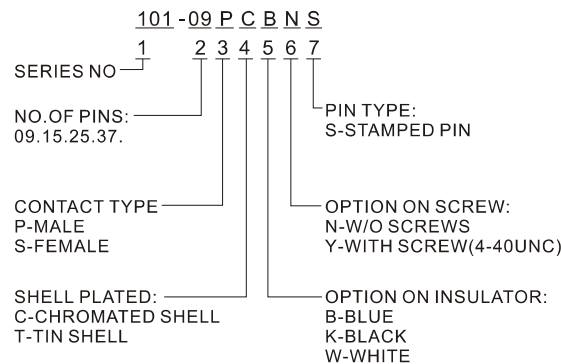 101-09 P C B N S
1 2 3 4 5 6 7
SERIES NO
NO.OF PINS:
09.15.25.37.
PIN TYPE:
S-STAMPED PIN
CONTACT TYPE
P-MALE
S-FEMALE
OPTION ON SCREW:
N-W/O SCREWS
Y-WITH SCREW(4-40UNC)
SHELL PLATED:
C-CHROMATED SHELL
T-TIN SHELL
OPTION ON INSULATOR:
B-BLUE
K-BLACK
W-WHITE